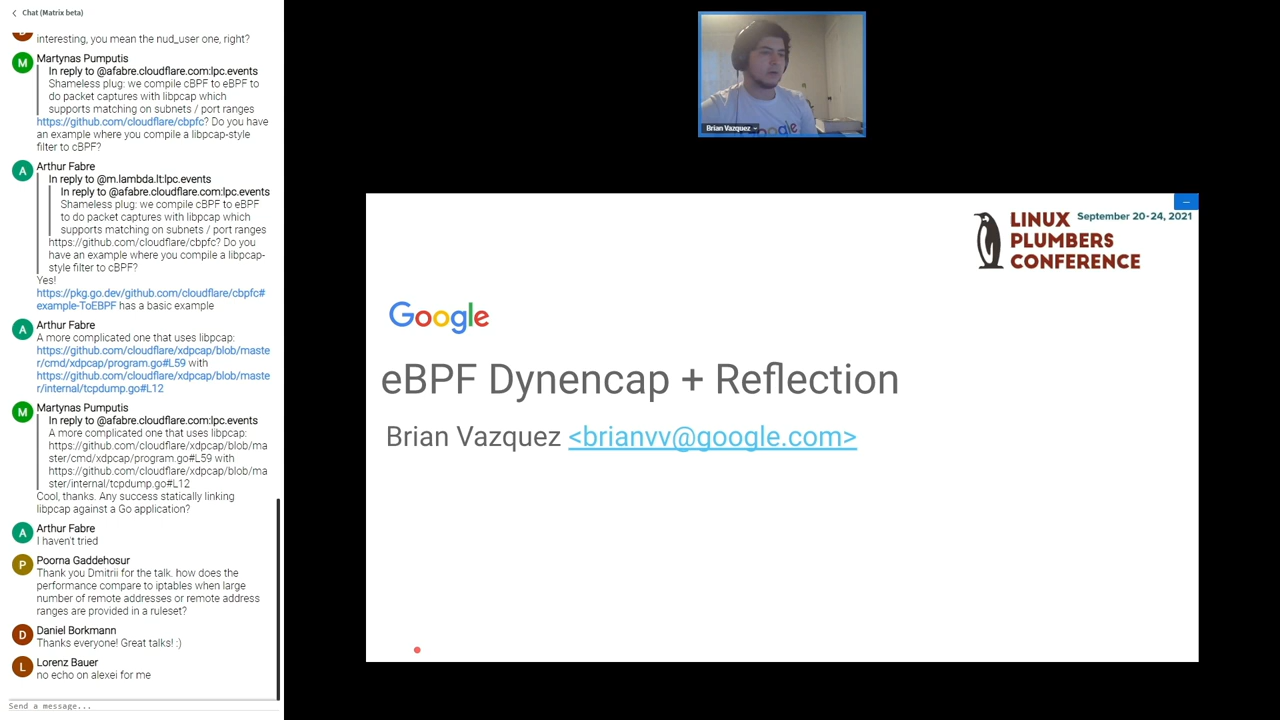 Chat (Matrix beta)
interesting, you mean the nud_user one, right?
M
Martynas Pumputis
In reply to @afabre.cloudflare.com:lpc.events
Shameless plug: we compile cBPF to eBPF to
do packet captures with libpcap which
supports matching on subnets / port ranges
https://github.com/cloudflare/cbpfc? Do you have
an example where you compile a libpcap-style
filter to cBPF?
A
Arthur Fabre
In reply to @m.lambda.lt:lpc.events
In reply to @afabre.cloudflare.com:lpc.events
Shameless plug: we compile cBPF to eBPF
to do packet captures with libpcap which
supports matching on subnets / port ranges
https://github.com/cloudflare/cbpfc? Do you
have an example where you compile a libpcap-
style filter to cBPF?
Yes!
https://pkg.go.dev/github.com/cloudflare/cbpfc#
example-ToEBPF has a basic example
A
Arthur Fabre
A more complicated one that uses libpcap:
https://github.com/cloudflare/xdpcap/blob/maste
r/cmd/xdpcap/program.go#L59 with
https://github.com/cloudflare/xdpcap/blob/maste
r/internal/tcpdump.go#L12
M
Martynas Pumputis
In reply to @afabre.cloudflare.com:lpc.events
A more complicated one that uses libpcap:
https://github.com/cloudflare/xdpcap/blob/ma
ster/cmd/xdpcap/program.go#L59 with
https://github.com/cloudflare/xdpcap/blob/ma
ster/internal/tcpdump.go#L12
Cool, thanks. Any success statically linking
libpcap against a Go application?
A
Arthur Fabre
I haven't tried
P
Poorna Gaddehosur
Thank you Dmitrii for the talk. how does the
performance compare to iptables when large
number of remote addresses or remote address
ranges are provided in a ruleset?
D
Daniel Borkmann
Thanks everyone! Great talks! :)
L
Lorenz Bauer
no echo on alexei for me
Send a message...
Brian Vazquez
LINUX
PLUMBERS
CONFERENCE
September 20-24, 2021
Google
eBPF Dynencap + Reflection
Brian Vazquez <brianvv@google.com>